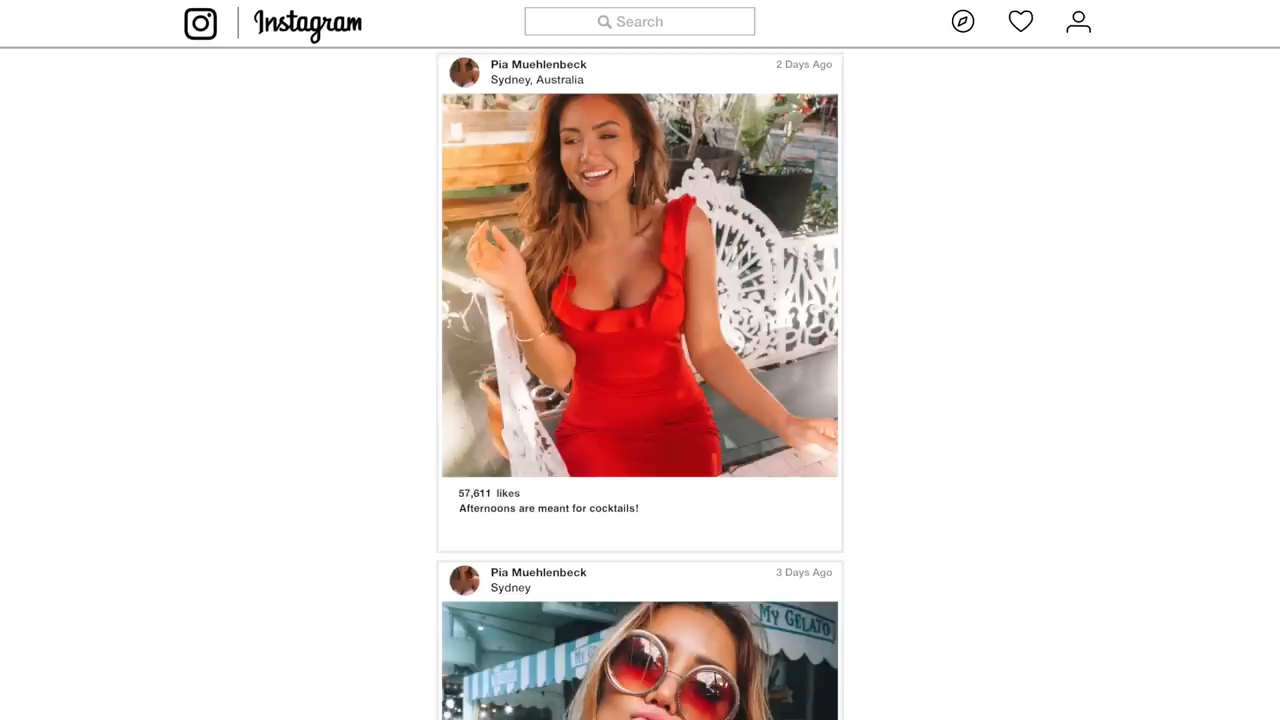 Instagram
Search
Pia Muehlenbeck
2 Days Ago
Sydney, Australia
57,611 likes
Afternoons are meant for cocktails!
Pia Muehlenbeck
3 Days Ago
Sydney
MY GELATO
MY G